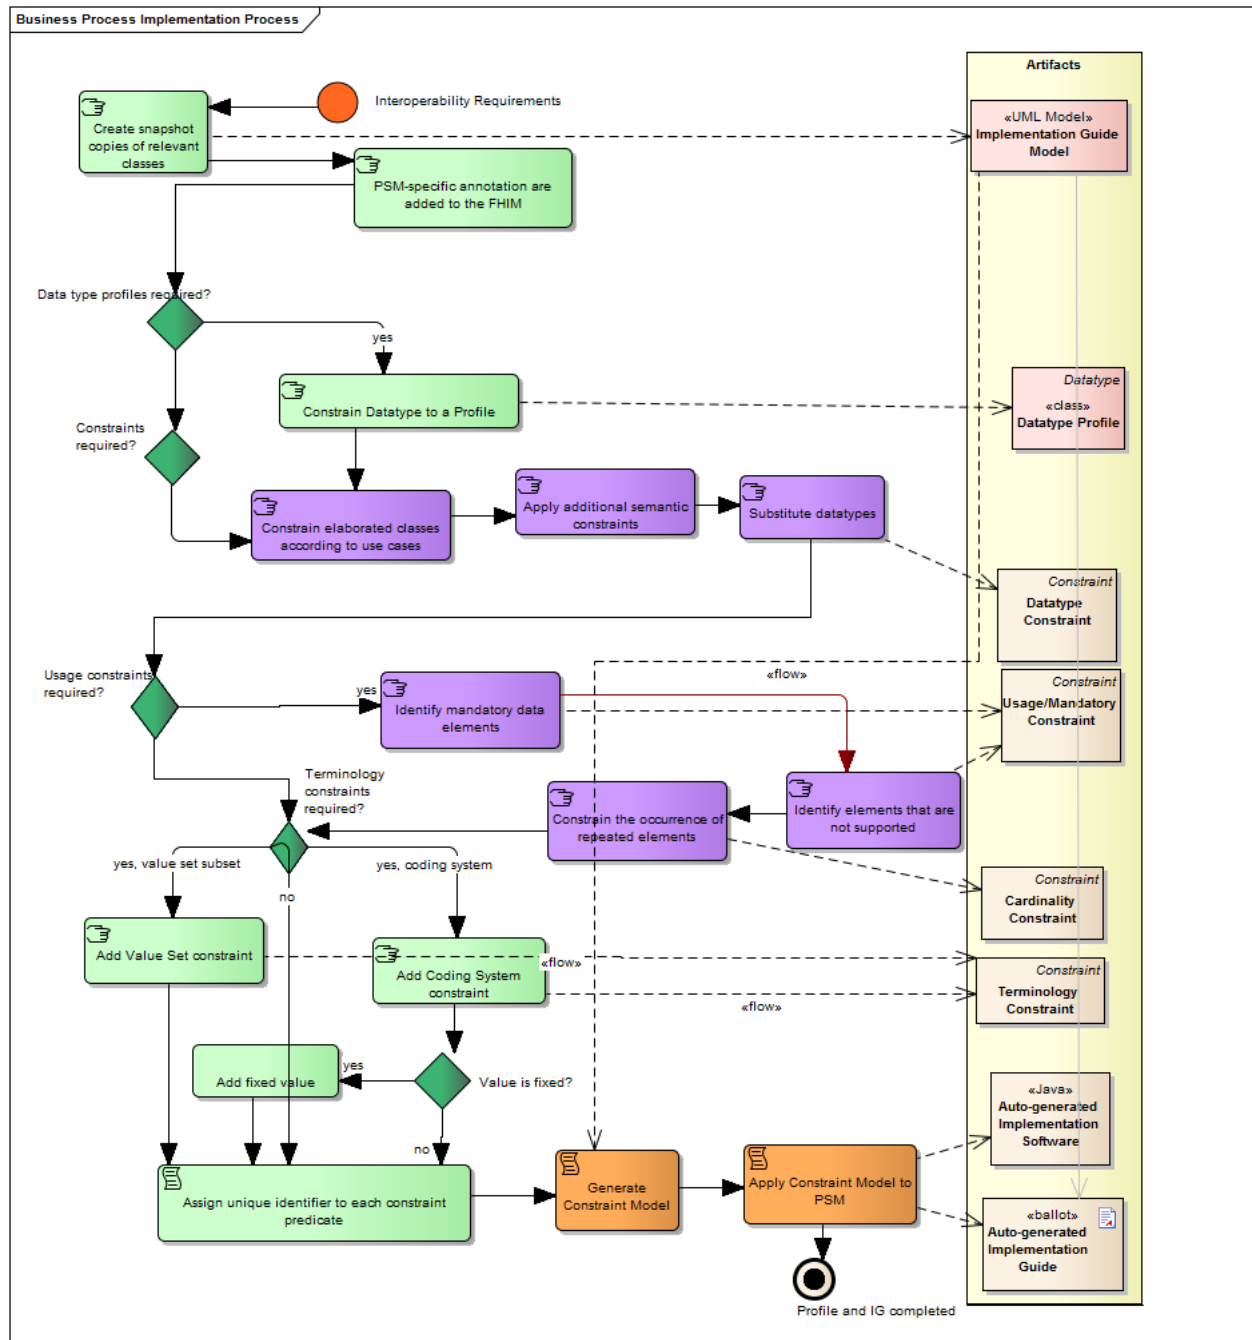 Business Process Implementation Process
Artifacts
Interoperability Requirements
Create snapshot
copies of relevant
classes
«UML Model»
Implementation Guide
Model
PSM-specific annotation are
added to the FHIM
Data type profiles required?
yes
Datatype
«class»
Datatype Profile
Constrain Datatype to a Profile
Constraints
required?
Constrain elaborated classes
according to use cases
Apply additional semantic
constraints
Substitute datatypes
Constraint
Datatype
Constraint
Usage constraints
required?
yes
Identify mandatory data
elements
«flow»
Constraint
Usage/Mandatory
Constraint
Terminology
constraints
required?
Constrain the occurrence of
repeated elements
Identify elements that are
not supported
yes, value set subset
yes, coding system
no
Constraint
Cardinality
Constraint
Add Value Set constraint
Add Coding System
constraint
«flow»
«flow»
Constraint
Terminology
Constraint
Add fixed value
yes
Value is fixed?
no
«Java»
Auto-generated
Implementation
Software
Assign unique identifier to each constraint
predicate
Generate
Constraint Model
Apply Constraint Model to
PSM
«ballot»
Auto-generated
Implementation
Guide
Profile and IG completed